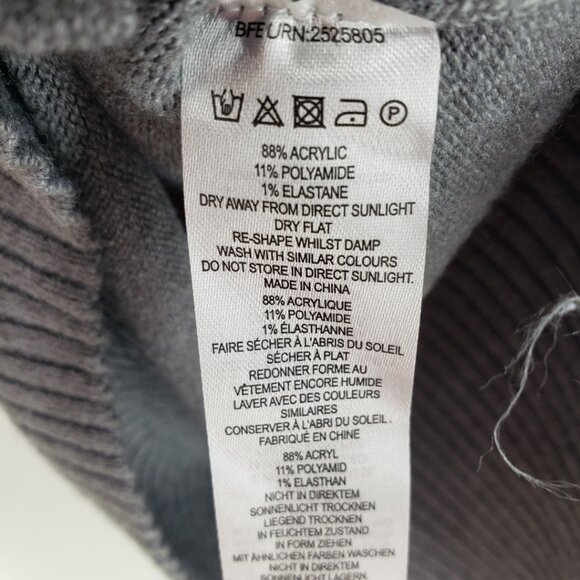 BFE URN:2525805
P
88% ACRYLIC
11% POLYAMIDE
1% ELASTANE
DRY AWAY FROM DIRECT SUNLIGHT
DRY FLAT
RE-SHAPE WHILST DAMP
WASH WITH SIMILAR COLOURS
DO NOT STORE IN DIRECT SUNLIGHT.
MADE IN CHINA
88% ACRYLIQUE
11% POLYAMIDE
1% ÉLASTHANNE
FAIRE SÉCHER À L'ABRIS DU SOLEIL
SÉCHER À PLAT
REDONNER FORME AU
VÊTEMENT ENCORE HUMIDE
LAVER AVEC DES COULEURS
SIMILAIRES
CONSERVER À L'ABRI DU SOLEIL .
FABRIQUÉ EN CHINE
88% ACRYL
11% POLYAMID
1% ELASTHAN
NICHT IN DIREKTEM
SONNENLICHT TROCKNEN
LIEGEND TROCKNEN
IN FEUCHTEM ZUSTAND
IN FORM ZIEHEN
MIT ÄHNLICHEN FARBEN WASCHEN
NICHT IN DIREKTEM
SONNENLICHT LAGERN